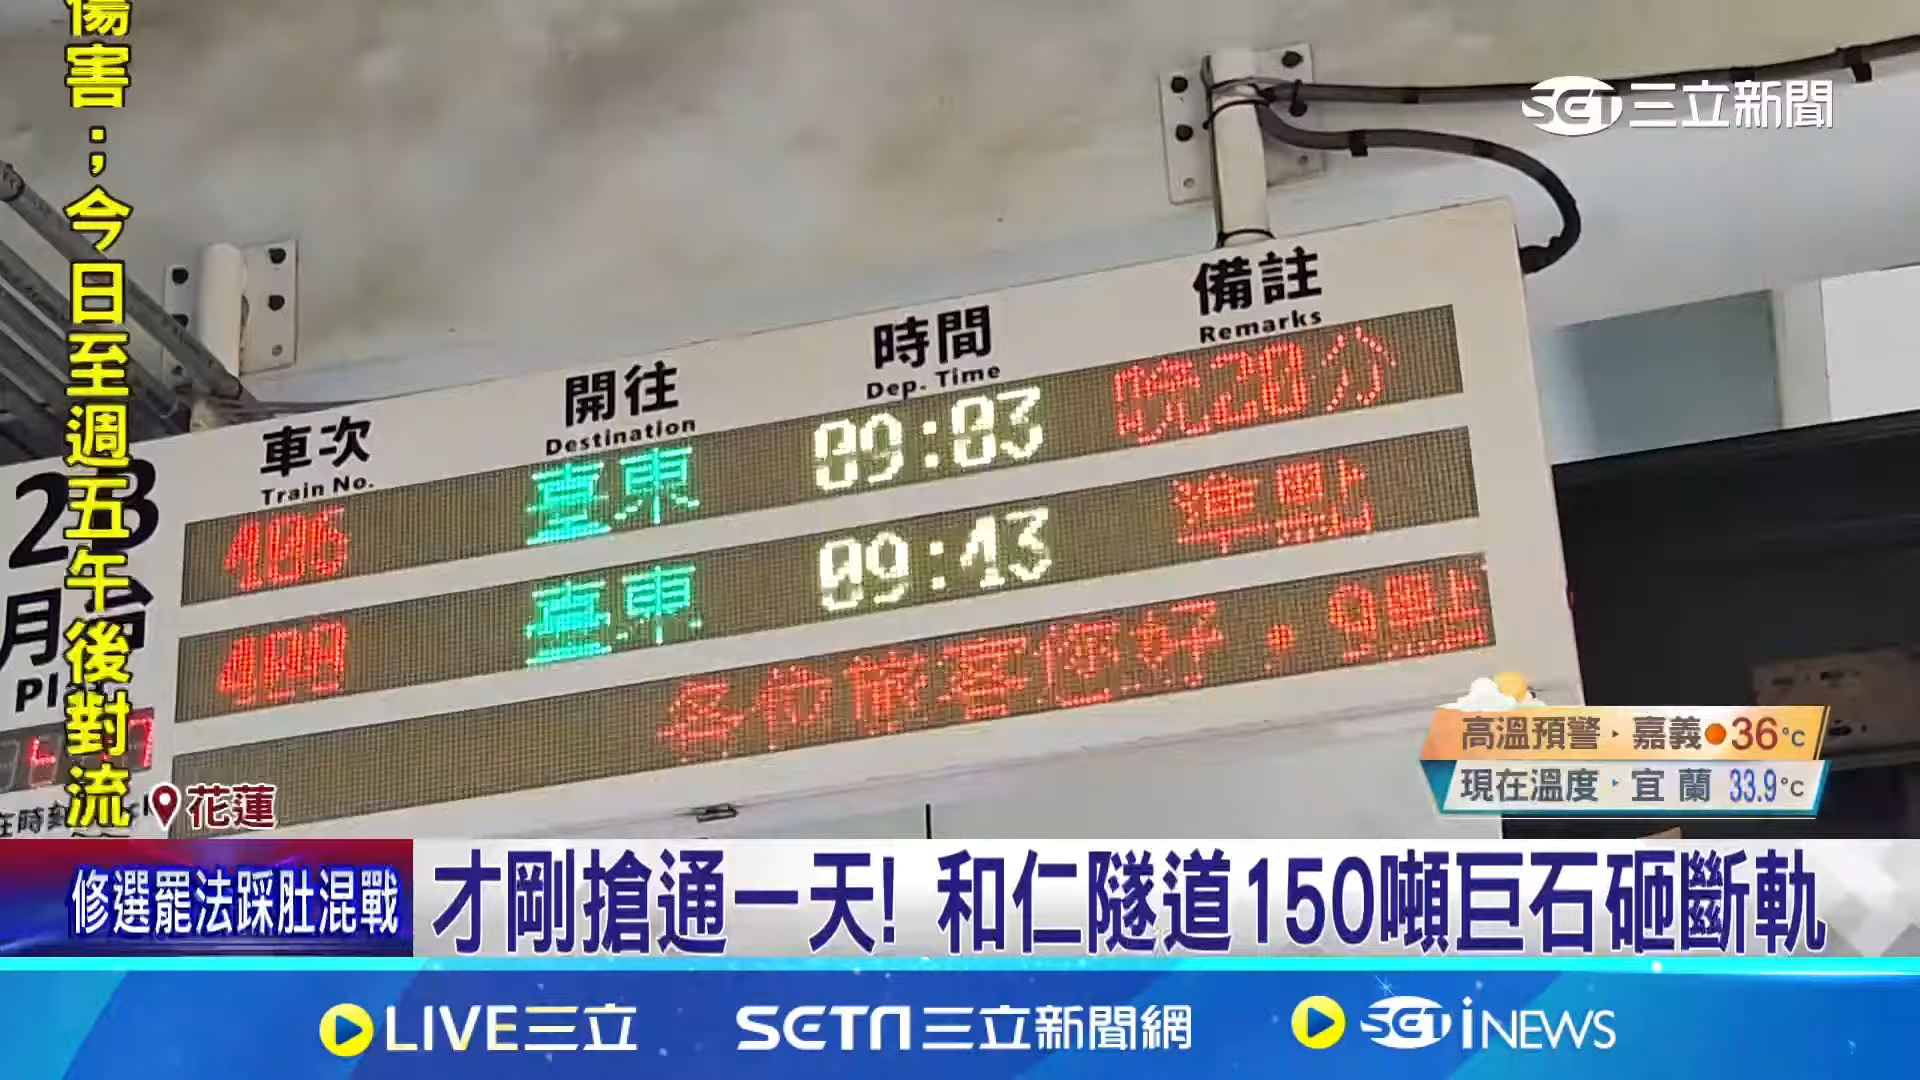 傷害；今日至週五午後對流
SET三立新聞
車次
Train No.
開往
Destination
時間
Dep. Time
備註
Remarks
臺東
09:03
晚20分
臺東
09:43
準點
各位旅客您好，9點
23
月
花蓮
高溫預警 嘉義 36°c
現在溫度 宜蘭 33.9°c
修選罷法踩肚混戰
才剛搶通一天! 和仁隧道150噸巨石砸斷軌
LIVE三立
SETN三立新聞網
SET iNEWS